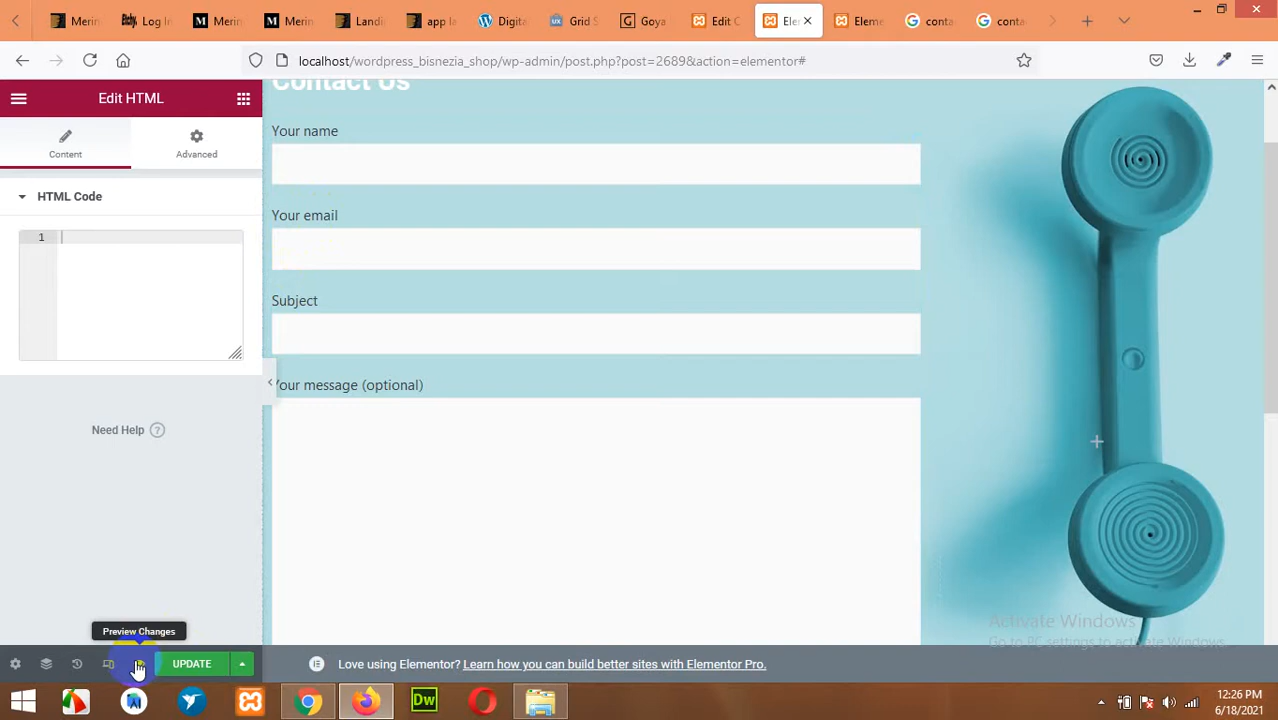 Merin
Log In
Merin
Merin
Landi
app la
Digita
Grid S
Goya
Edit C
Elem
Eleme
conta
conta
localhost/wordpress_bisnezia_shop/wp-admin/post.php?post=2689&action=elementor#
Edit HTML
Contact Us
Content
Advanced
Your name
HTML Code
Your email
1
Subject
Your message (optional)
Need Help ?
Activate Windows
Go to PC settings to activate Windows.
Preview Changes
UPDATE
Love using Elementor? Learn how you can build better sites with Elementor Pro.
Dw
12:26 PM
6/18/2021